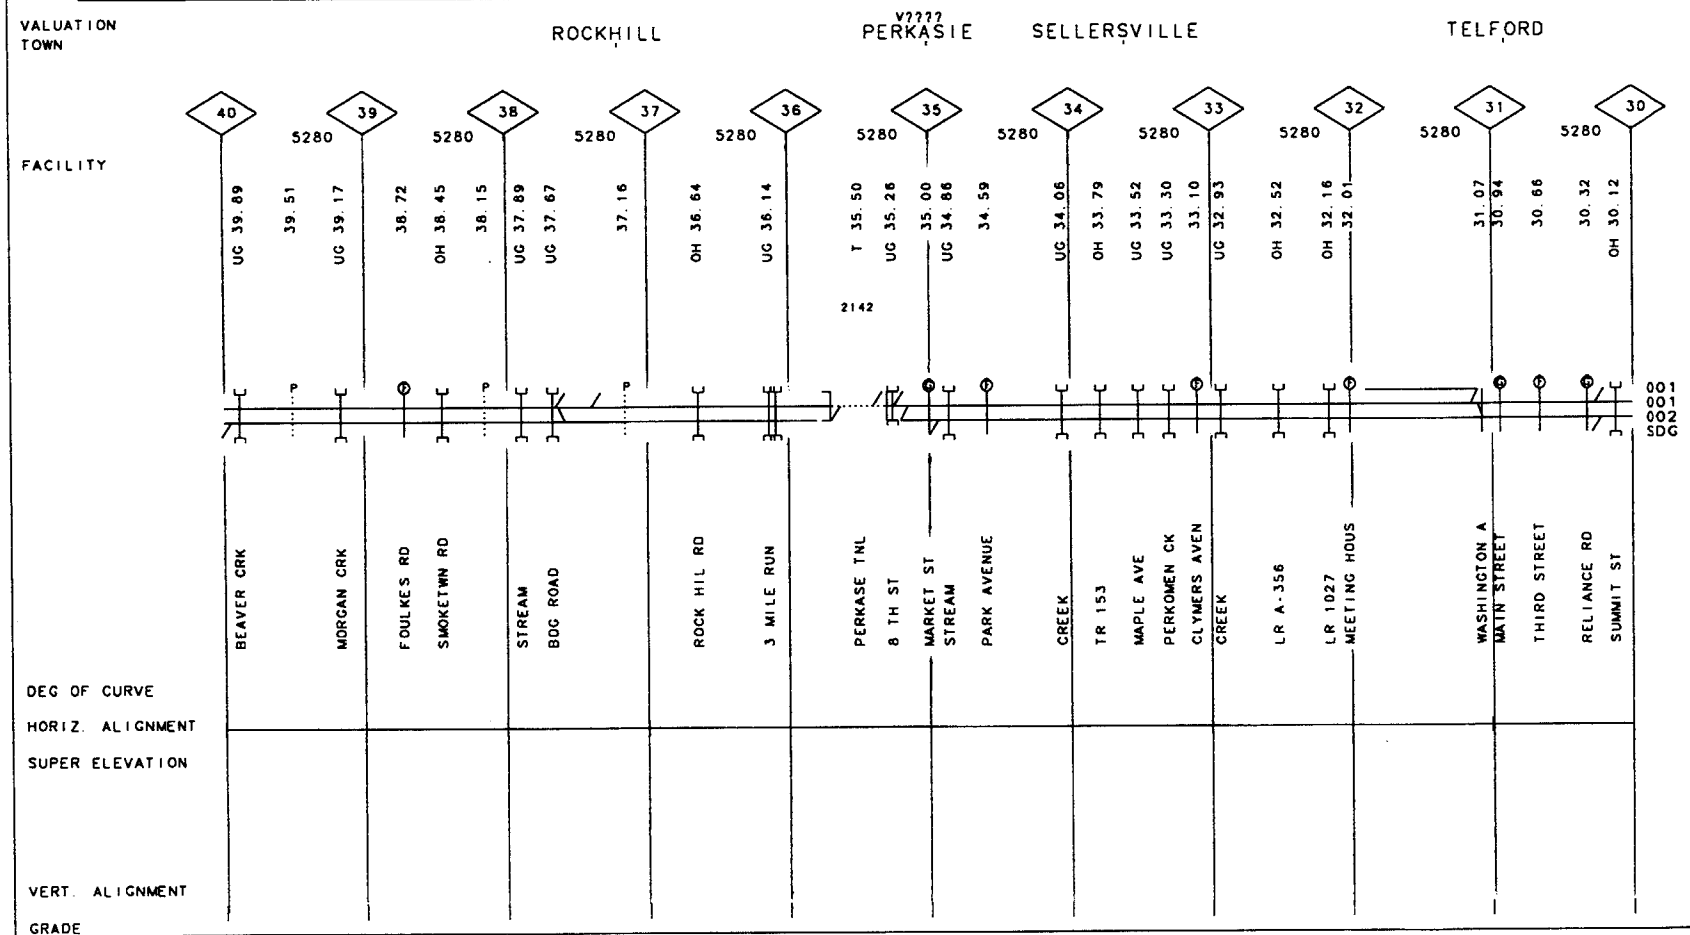 VALUATION
TOWN
ROCKHILL
V????
PERKASIE
SELLERSVILLE
TELFORD
40
39
38
37
36
35
34
33
32
31
30
5280
5280
5280
5280
5280
5280
5280
5280
5280
5280
FACILITY
UG 39.89
39.51
UG 39.17
38.72
OH 38.45
38.15
UG 37.89
UG 37.67
37.16
OH 36.64
UG 36.14
T 35.50
UG 35.26
35.00
UG 34.86
34.59
UG 34.06
OH 33.79
UG 33.52
UG 33.30
33.10
UG 32.93
OH 32.52
OH 32.16
32.01
31.07
30.94
30.66
30.32
OH 30.12
2142
P
F
P
P
G
F
F
F
G
F
G
001
001
002
SDG
BEAVER CRK
MORGAN CRK
FOULKES RD
SMOKETWN RD
STREAM
BDG ROAD
ROCK HIL RD
3 MILE RUN
PERKASE TNL
8 TH ST
MARKET ST
STREAM
PARK AVENUE
CREEK
TR 153
MAPLE AVE
PERKOMEN CK
CLYMERS AVEN
CREEK
LR A-356
LR 1027
MEETING HOUS
WASHINGTON A
MAIN STREET
THIRD STREET
RELIANCE RD
SUMMIT ST
DEG OF CURVE
HORIZ. ALIGNMENT
SUPER ELEVATION
VERT. ALIGNMENT
GRADE